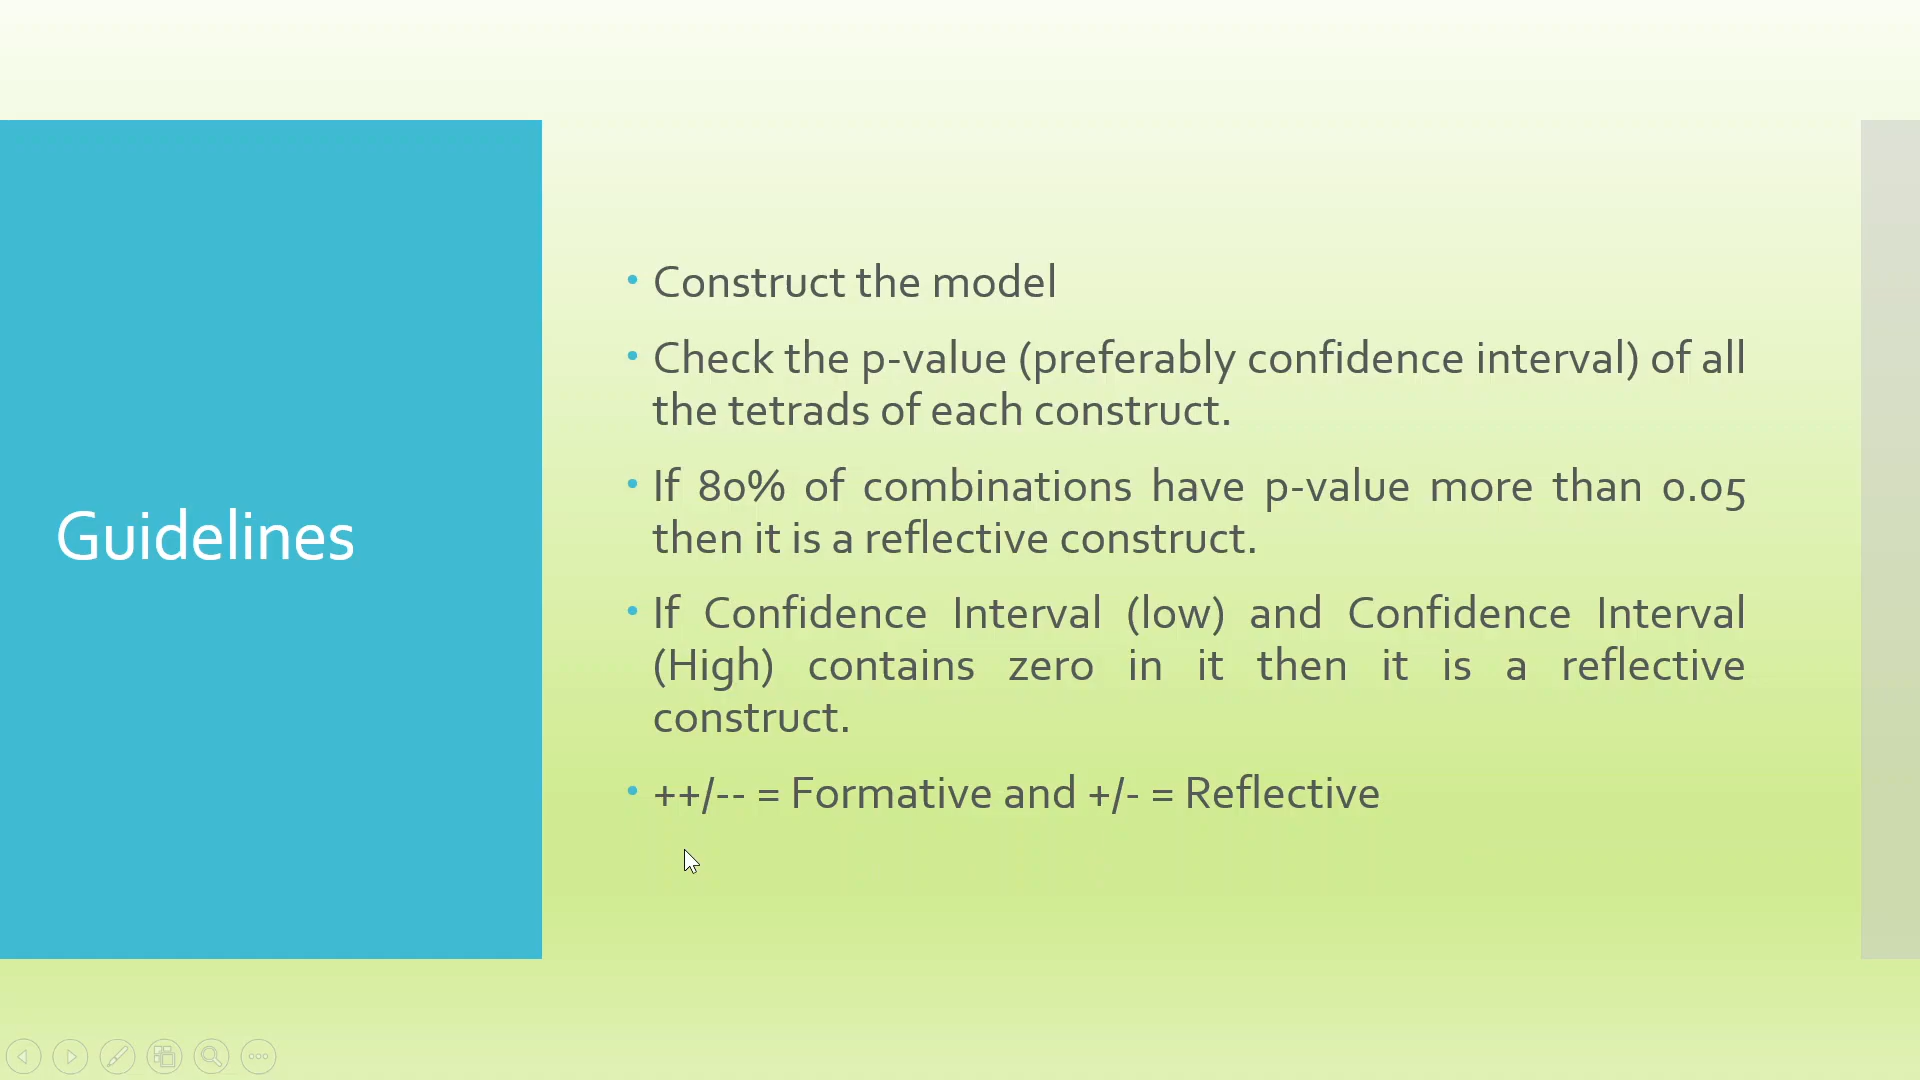 Guidelines
• Construct the model
• Check the p-value (preferably confidence interval) of all
the tetrads of each construct.
• If 80% of combinations have p-value more than 0.05
then it is a reflective construct.
• If Confidence Interval (low) and Confidence Interval
(High) contains zero in it then it is a reflective
construct.
• ++/-- = Formative and +/- = Reflective